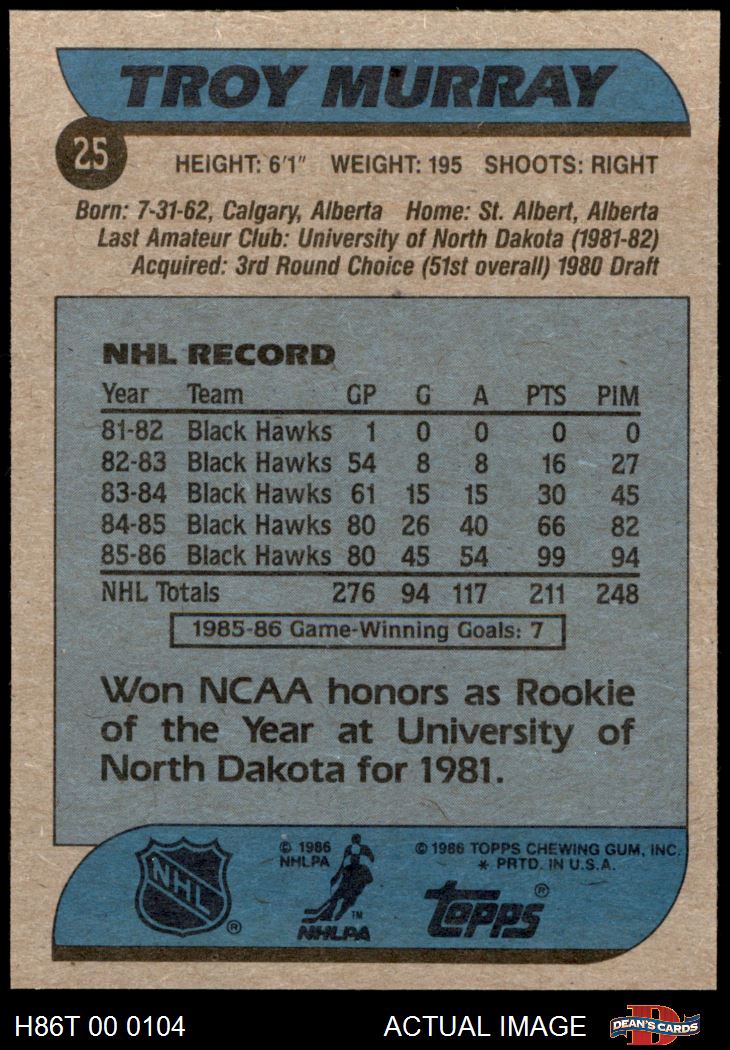 TROY MURRAY
25
HEIGHT: 6'1" WEIGHT: 195 SHOOTS: RIGHT
Born: 7-31-62, Calgary, Alberta Home: St. Albert, Alberta
Last Amateur Club: University of North Dakota (1981-82)
Acquired: 3rd Round Choice (51st overall) 1980 Draft
NHL RECORD
Year Team GP G A PTS PIM
81-82 Black Hawks 1 0 0 0 0
82-83 Black Hawks 54 8 8 16 27
83-84 Black Hawks 61 15 15 30 45
84-85 Black Hawks 80 26 40 66 82
85-86 Black Hawks 80 45 54 99 94
NHL Totals 276 94 117 211 248
1985-86 Game-Winning Goals: 7
Won NCAA honors as Rookie
of the Year at University of
North Dakota for 1981.
NHL ®
© 1986
NHLPA
TM
NHLPA
© 1986 TOPPS CHEWING GUM, INC.
* PRTD. IN U.S.A.
topps ®
H86T 00 0104 ACTUAL IMAGE
D
DEAN'S CARDS